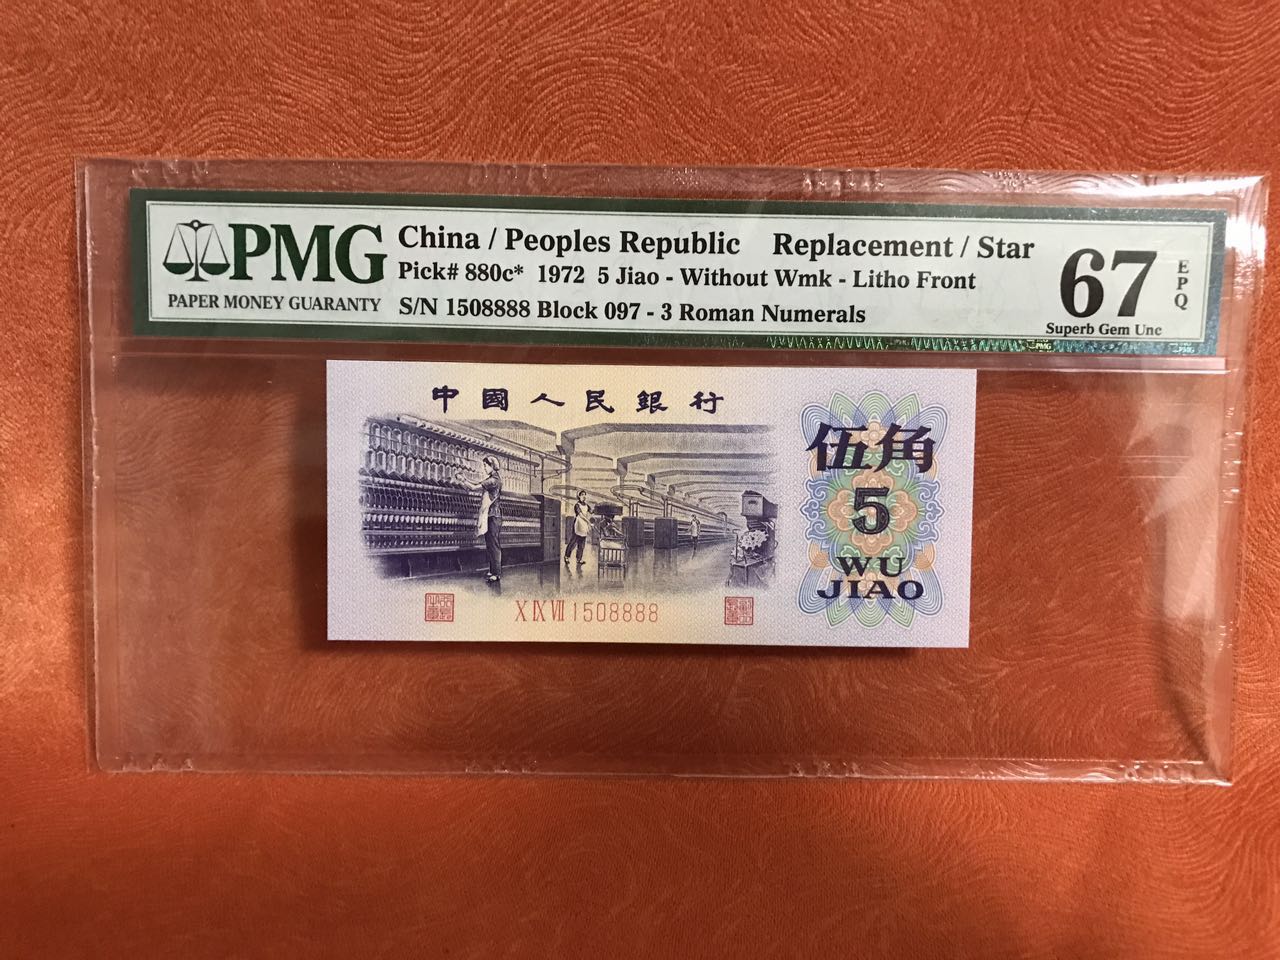 PMG
PAPER MONEY GUARANTY
China / Peoples Republic Replacement / Star
Pick# 880c* 1972 5 Jiao - Without Wmk - Litho Front
S/N 1508888 Block 097 - 3 Roman Numerals
67
EPQ
Superb Gem Unc
PMG
PMG
中國人民銀行
伍角
5
WU
JIAO
X IX VII 1508888